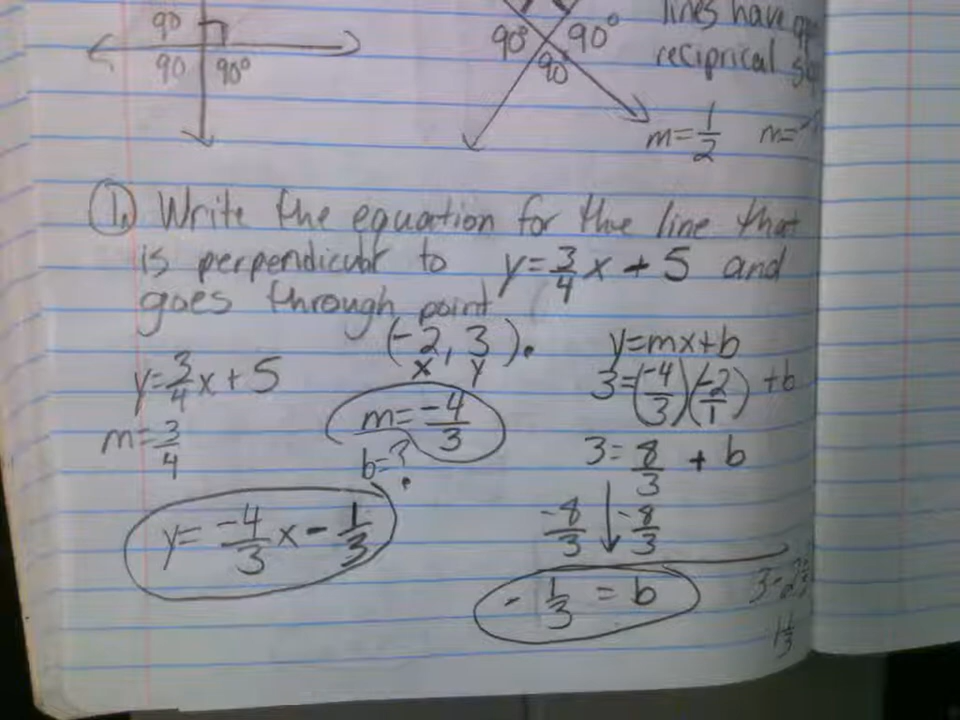 90
90 90°
90° 90°
90
lines have
reciprical
m=1/2 m=-
1. Write the equation for the line that
is perpendicular to y=3/4x+5 and
goes through point
(-2, 3).
x y
y=3/4x+5
m=3/4
m=-4/3
b=?
y=-4/3x-1/3
y=mx+b
3=(-4/3)(-2/1)+b
3=8/3+b
-8/3 -8/3
-1/3=b